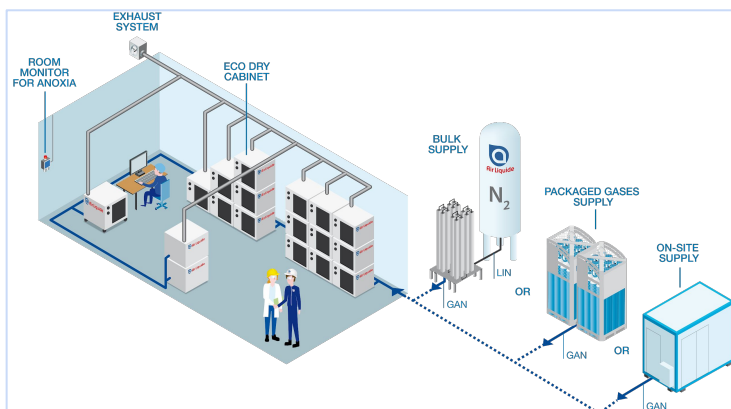 EXHAUST
SYSTEM
ROOM
MONITOR
FOR ANOXIA
ECO DRY
CABINET
BULK
SUPPLY
Air Liquide
N2
PACKAGED GASES
SUPPLY
ON-SITE
SUPPLY
LIN
GAN
OR
GAN
OR
GAN